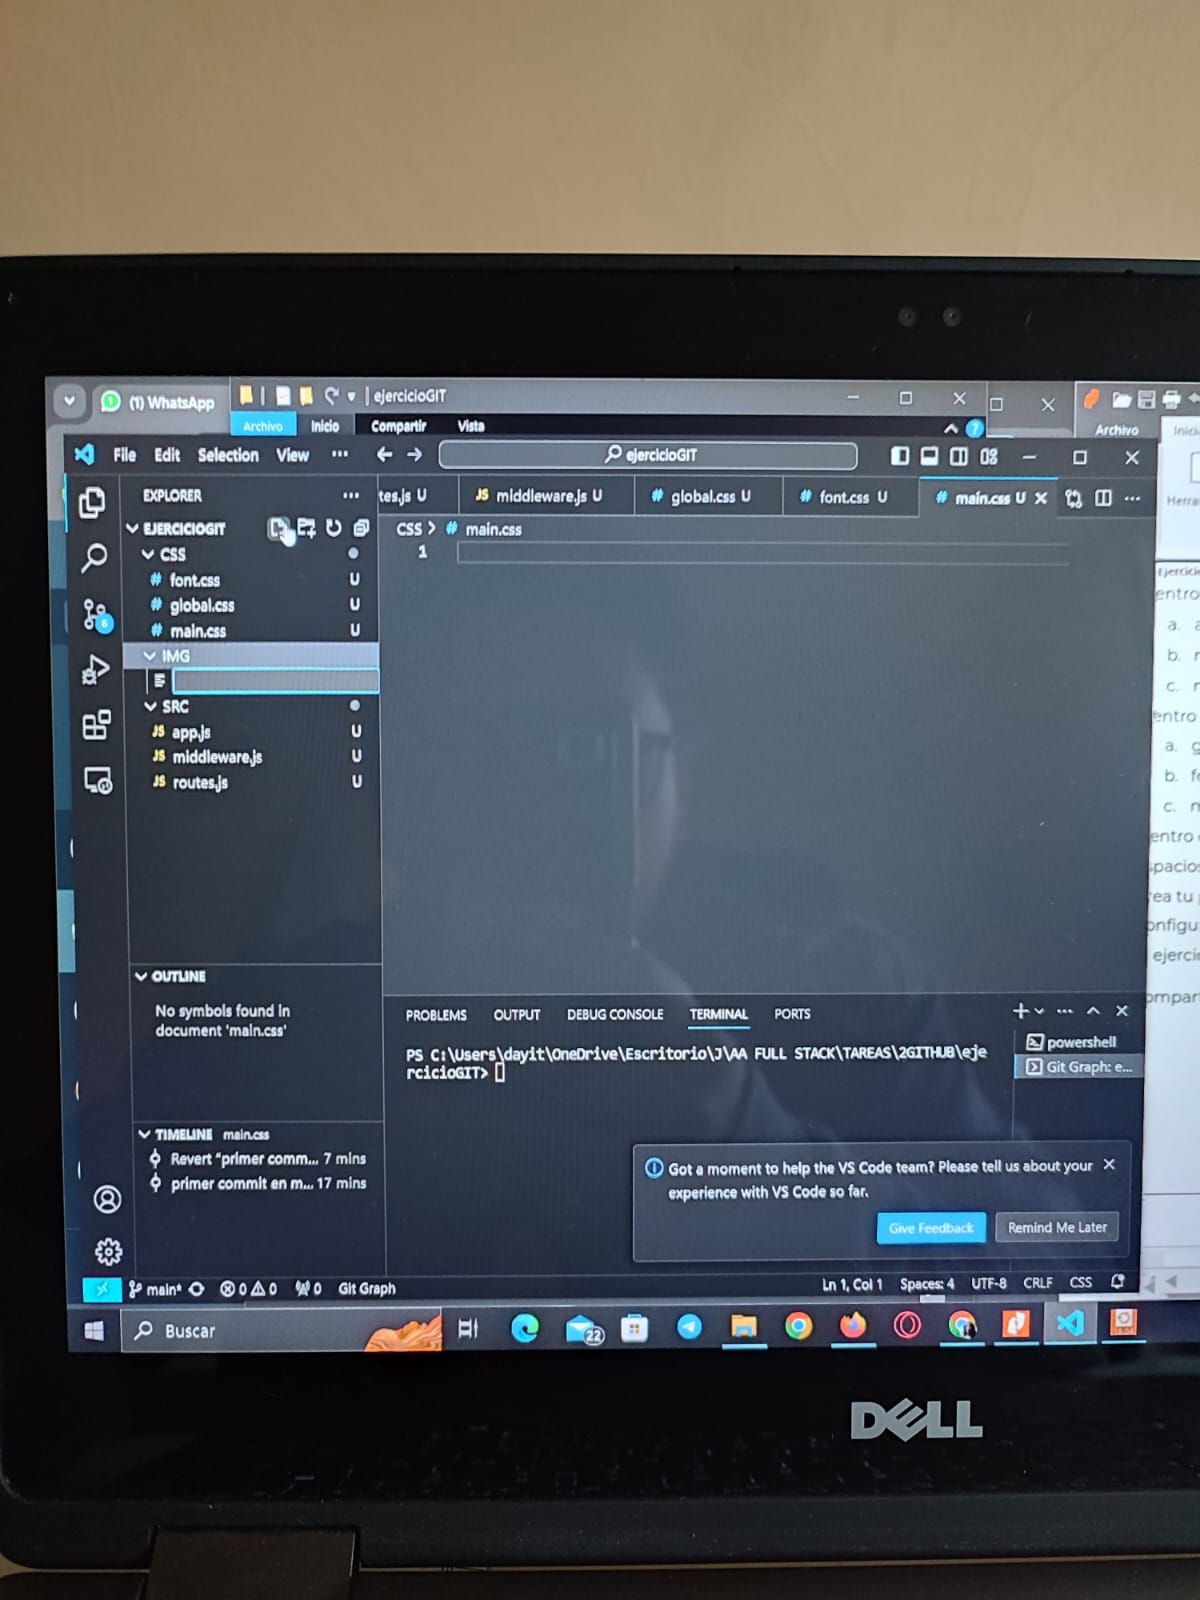 (1) WhatsApp
ejercicioGIT
Archivo Inicio Compartir Vista
Archivo
File Edit Selection View ··· ejercicioGIT
EXPLORER
tes.js U
JS middleware.js U
# global.css U
# font.css U
# main.css U
EJERCICIOGIT
CSS > # main.css
1
CSS
# font.css U
# global.css U
# main.css U
IMG
SRC
JS app.js U
JS middleware.js U
JS routes.js U
6
OUTLINE
No symbols found in
document 'main.css'
TIMELINE main.css
Revert "primer comm... 7 mins
primer commit en m... 17 mins
PROBLEMS OUTPUT DEBUG CONSOLE TERMINAL PORTS
PS C:\Users\dayit\OneDrive\Escritorio\J\AA FULL STACK\TAREAS\2GITHUB\eje
rcicioGIT>
powershell
Git Graph: e...
Got a moment to help the VS Code team? Please tell us about your
experience with VS Code so far.
Give Feedback Remind Me Later
main* 0 0 0 Git Graph
Ln 1, Col 1 Spaces: 4 UTF-8 CRLF CSS
entro
a.
b.
c.
entro
a.
b.
c.
entro
ea tu
onfigu
ejerci
ompar
Buscar
22
DELL